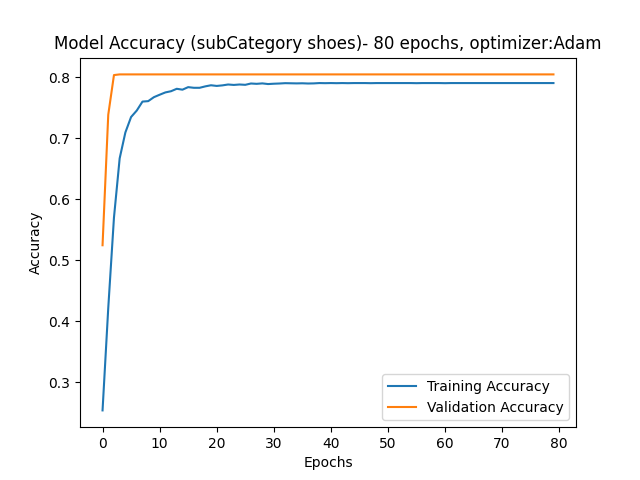 Model Accuracy (subCategory shoes)- 80 epochs, optimizer:Adam
0.8
0.7
0.6
0.5
0.4
0.3
Accuracy
Training Accuracy
Validation Accuracy
0 10 20 30 40 50 60 70 80
Epochs